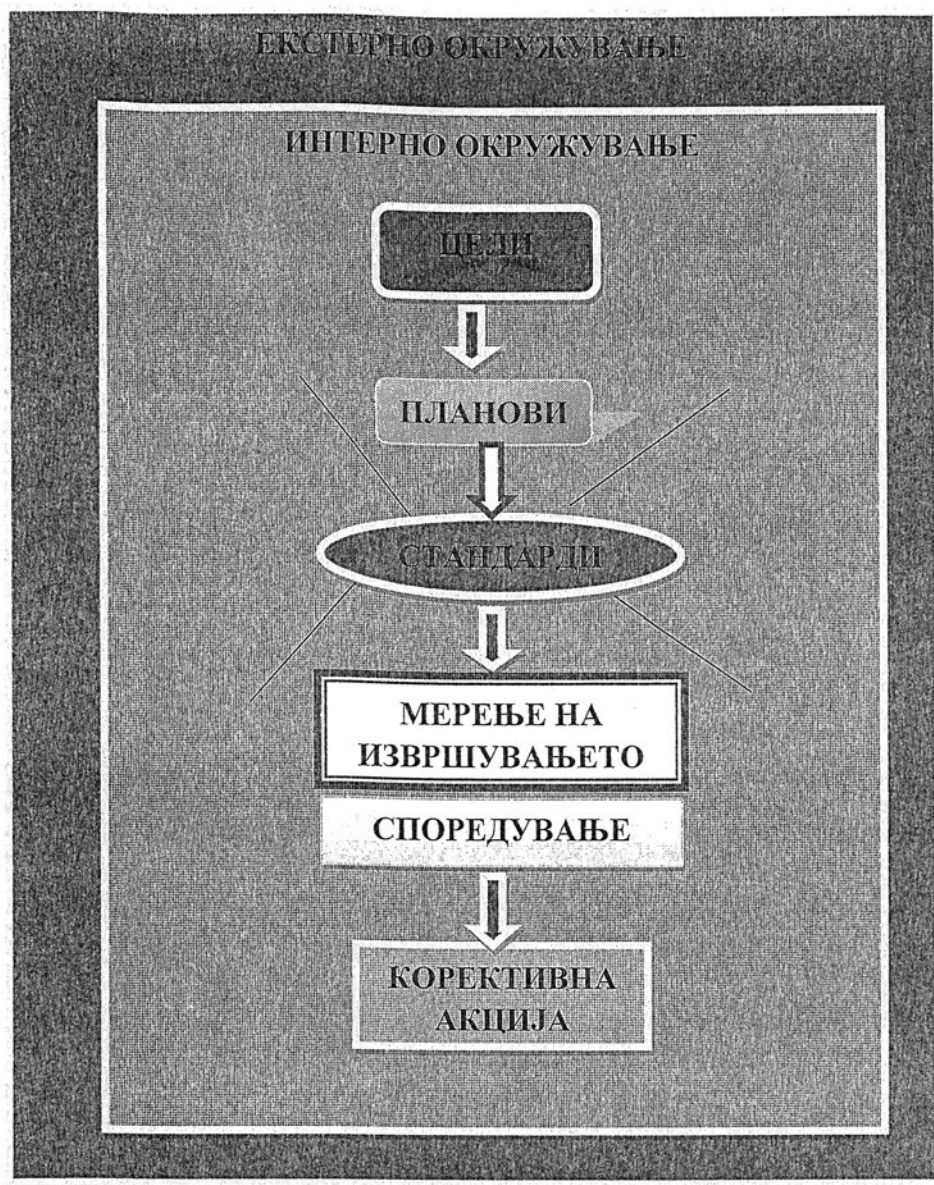 ЕКСТЕРНО ОКРУЖУВАЊЕ
ИНТЕРНО ОКРУЖУВАЊЕ
ЦЕЛИ
ПЛАНОВИ
СТАНДАРДИ
МЕРЕЊЕ НА
ИЗВРШУВАЊЕТО
СПОРЕДУВАЊЕ
КОРЕКТИВНА
АКЦИЈА